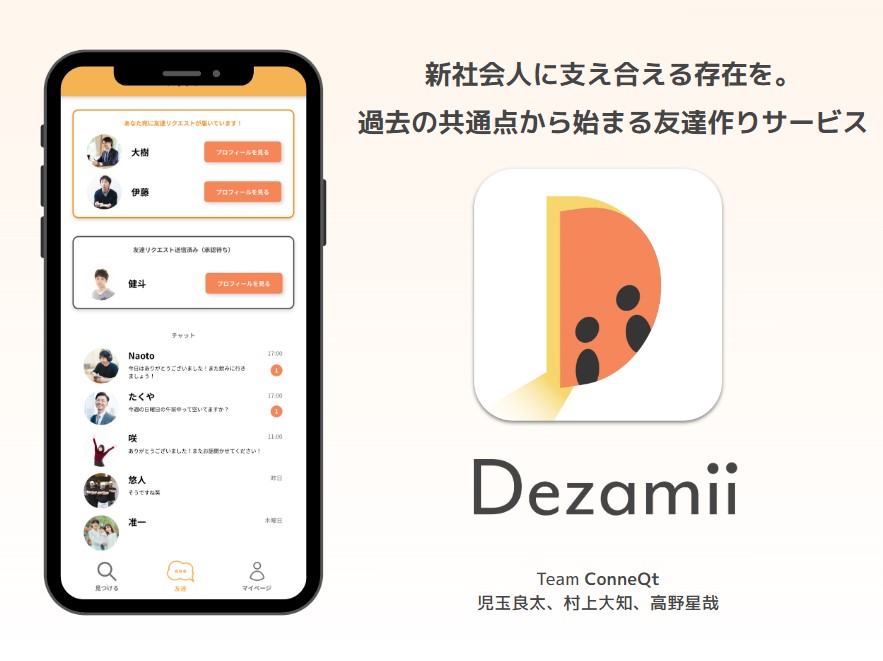 あなた宛に友達リクエストが届いています！
大樹
プロフィールを見る
伊藤
プロフィールを見る
友達リクエスト送信済み（承認待ち）
健斗
プロフィールを見る
チャット
Naoto
17:00
今日はありがとうございました！また飲みに行き
ましょう！
1
たくや
17:00
今週の日曜日の午前中って空いてますか？
1
咲
11:00
ありがとうございました！またお話聞かせてください！
悠人
昨日
そうですね笑
准一
木曜日
見つける
友達
マイページ
新社会人に支え合える存在を。
過去の共通点から始まる友達作りサービス
Dezamii
Team ConneQt
児玉良太、村上大知、高野星哉